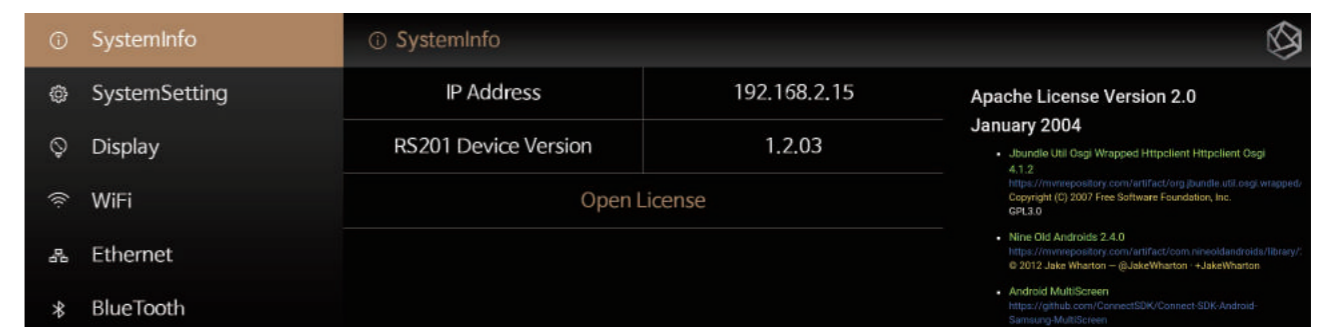 SystemInfo
SystemSetting
Display
WiFi
Ethernet
BlueTooth
SystemInfo
IP Address 192.168.2.15
RS201 Device Version 1.2.03
Open License
Apache License Version 2.0
January 2004
• Jbundle Util Osgi Wrapped Httpclient Httpclient Osgi
4.1.2
https://mvnrepository.com/artifact/org.jbundle.util.osgi.wrapped/
Copyright (C) 2007 Free Software Foundation, Inc.
GPL3.0
• Nine Old Androids 2.4.0
https://mvnrepository.com/artifact/com.nineoldandroids/library/
© 2012 Jake Wharton — @JakeWharton · +JakeWharton
• Android MultiScreen
https://github.com/ConnectSDK/Connect-SDK-Android-
Samsung-MultiScreen